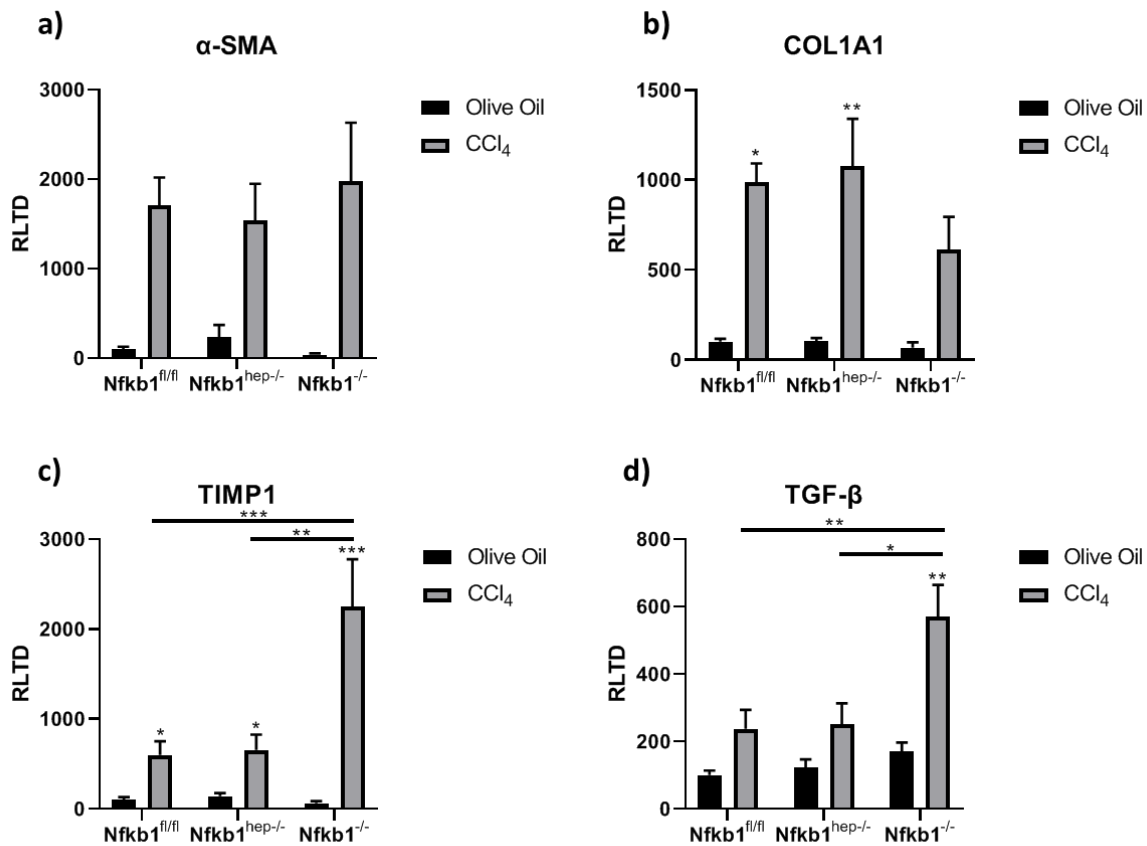 a)
α-SMA
3000
2000
1000
0
RLTD
Nfkb1fl/fl Nfkb1hep-/- Nfkb1-/-
Olive Oil
CCl4
b)
COL1A1
1500
1000
500
0
RLTD
* **
Nfkb1fl/fl Nfkb1hep-/- Nfkb1-/-
Olive Oil
CCl4
c)
TIMP1
***
**
***
* *
3000
2000
1000
0
RLTD
Nfkb1fl/fl Nfkb1hep-/- Nfkb1-/-
Olive Oil
CCl4
d)
TGF-β
**
*
**
800
600
400
200
0
RLTD
Nfkb1fl/fl Nfkb1hep-/- Nfkb1-/-
Olive Oil
CCl4